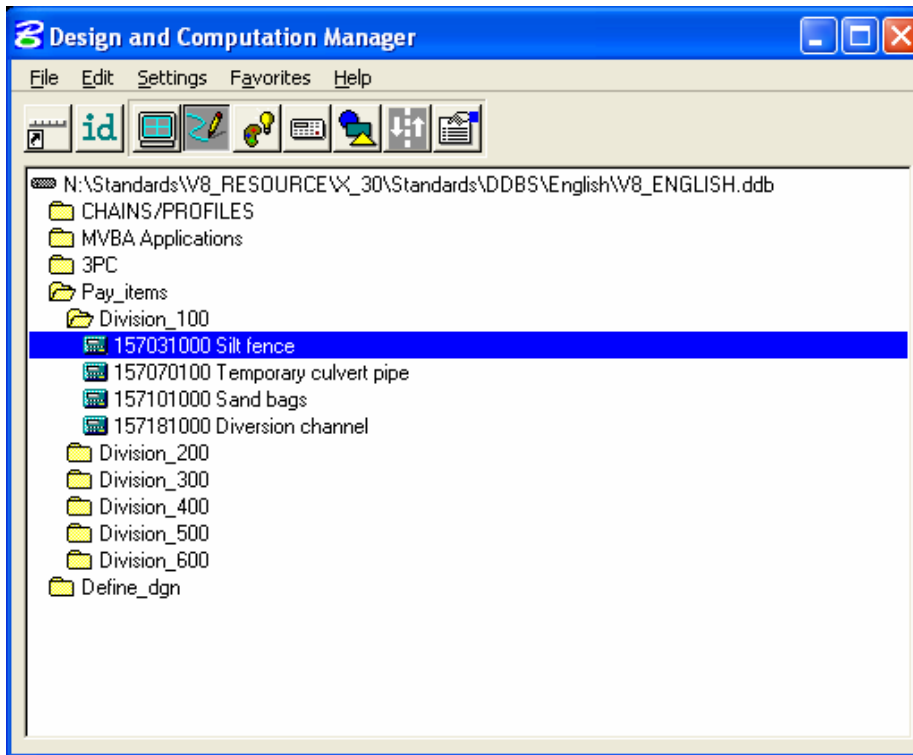 Design and Computation Manager
File Edit Settings Favorites Help
id
N:\Standards\V8_RESOURCE\X_30\Standards\DDBS\English\V8_ENGLISH.ddb
CHAINS/PROFILES
MVBA Applications
3PC
Pay_items
Division_100
157031000 Silt fence
157070100 Temporary culvert pipe
157101000 Sand bags
157181000 Diversion channel
Division_200
Division_300
Division_400
Division_500
Division_600
Define_dgn